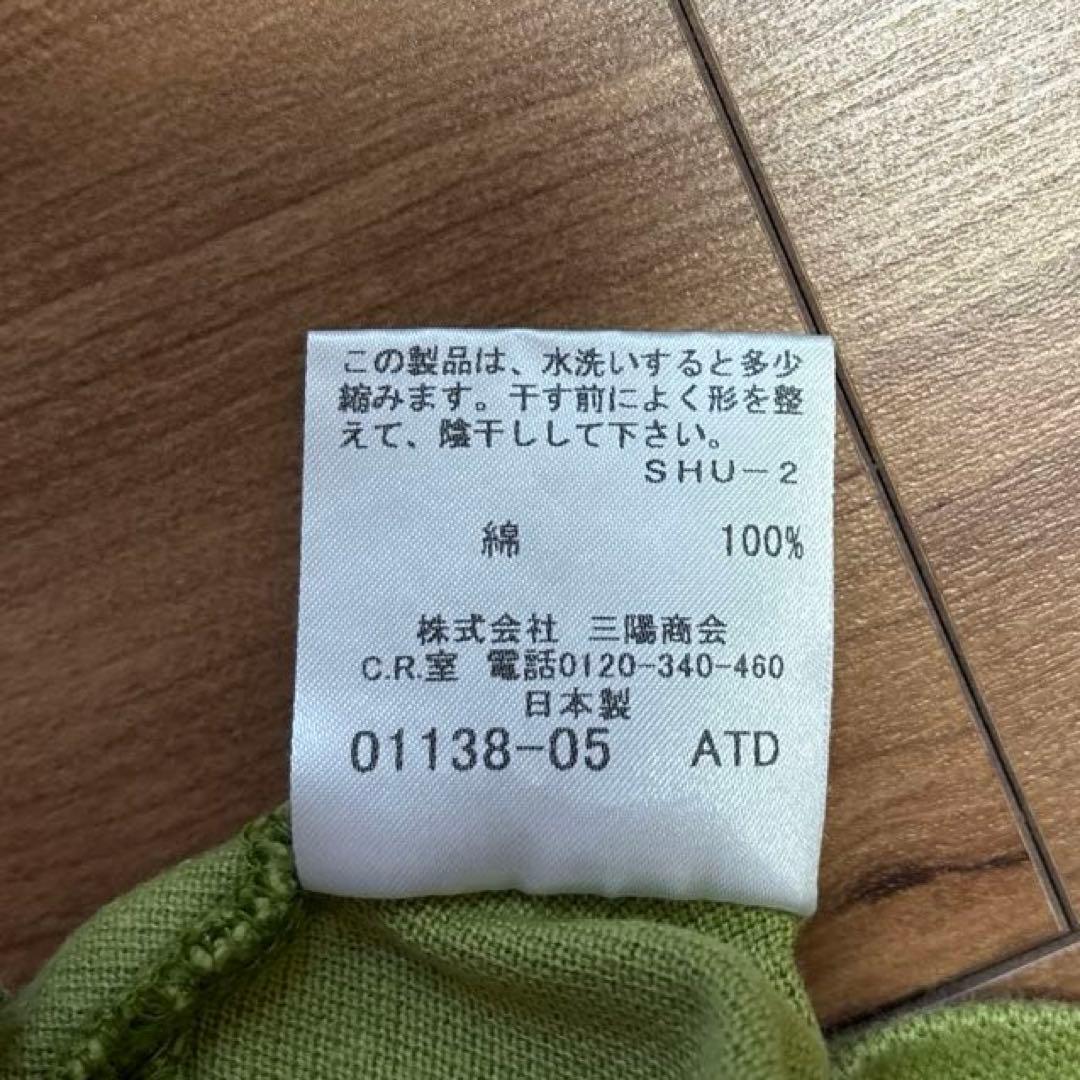 この製品は、水洗いすると多少
縮みます。干す前によく形を整
えて、陰干しして下さい。
SHU-2
綿 100%
株式会社 三陽商会
C.R.室 電話0120-340-460
日本製
01138-05 ATD